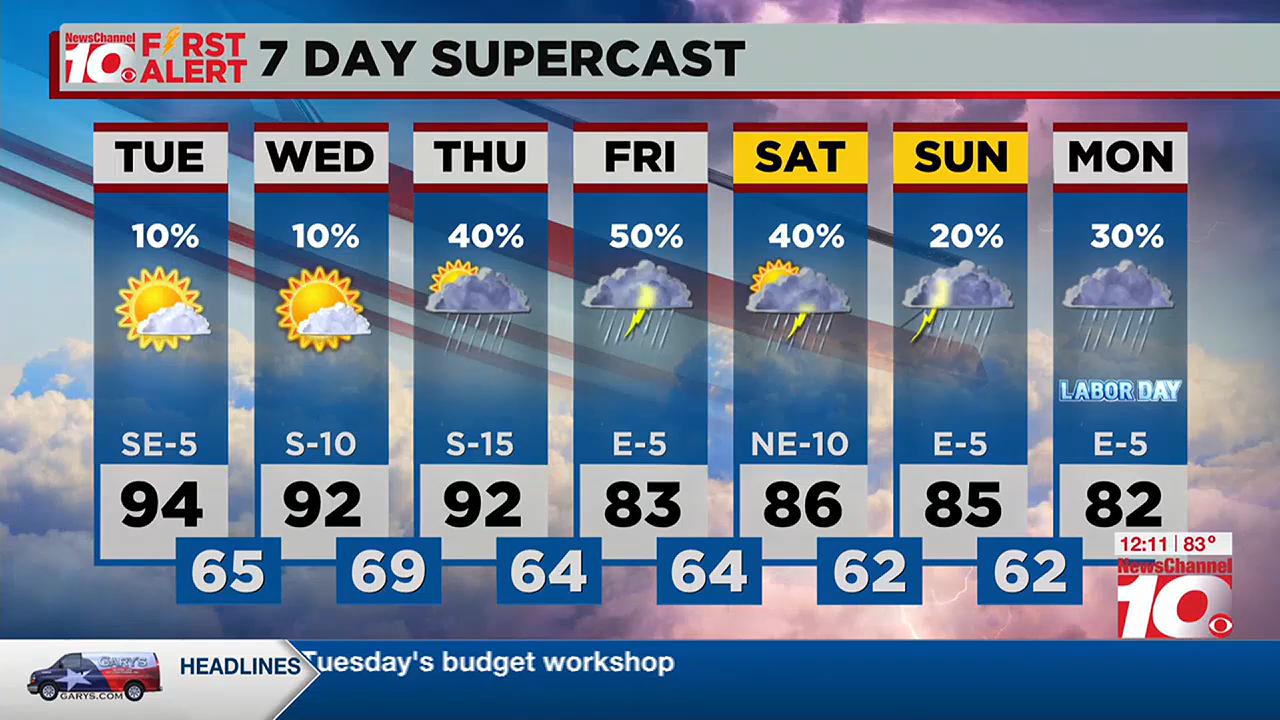 NewsChannel
10 FIRST
ALERT
7 DAY SUPERCAST
TUE WED THU FRI SAT SUN MON
10% 10% 40% 50% 40% 20% 30%
LABOR DAY
SE-5 S-10 S-15 E-5 NE-10 E-5 E-5
94 92 92 83 86 85 82
65 69 64 64 62 62
12:11 83°
NewsChannel
10
GARY'S
GARYS.COM
HEADLINES
Tuesday's budget workshop